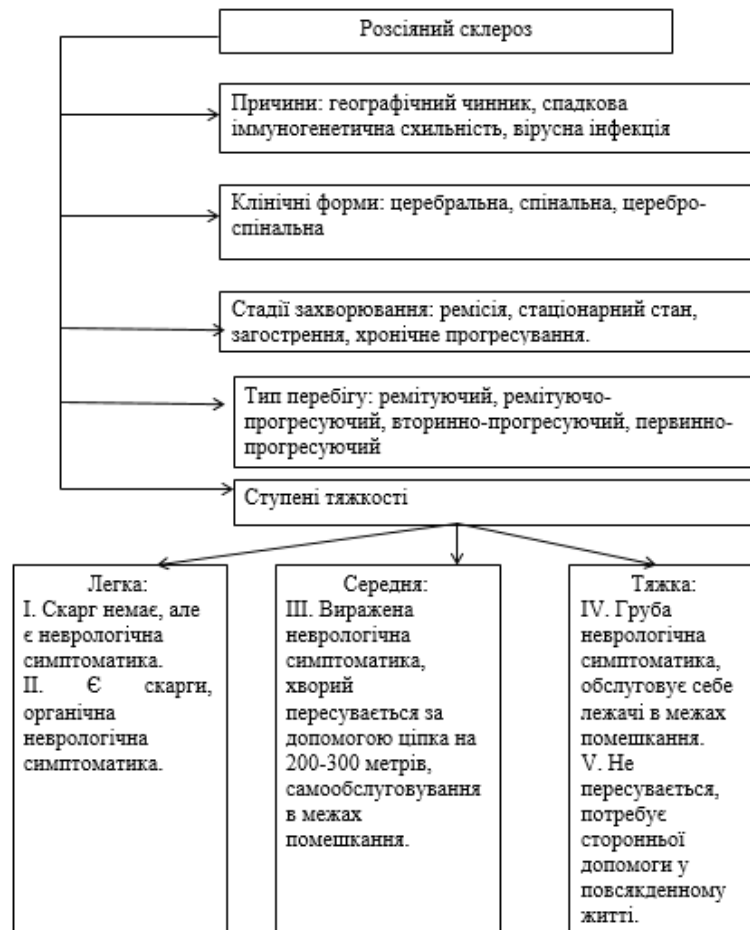 Розсіяний склероз
Причини: географічний чинник, спадкова
іммуногенетична схильність, вірусна інфекція
Клінічні форми: церебральна, спінальна, церебро-
спінальна
Стадії захворювання: ремісія, стаціонарний стан,
загострення, хронічне прогресування.
Тип перебігу: ремітуючий, ремітуючо-
прогресуючий, вторинно-прогресуючий, первинно-
прогресуючий
Ступені тяжкості
Легка:
I. Скарг немає, але
є неврологічна
симптоматика.
II. Є скарги,
органічна
неврологічна
симптоматика.
Середня:
III. Виражена
неврологічна
симптоматика,
хворий
пересувається за
допомогою ціпка на
200-300 метрів,
самообслуговування
в межах
помешкання.
Тяжка:
IV. Груба
неврологічна
симптоматика,
обслуговує себе
лежачі в межах
помешкання.
V. Не
пересувається,
потребує
сторонньої
допомоги у
повсякденному
житті.